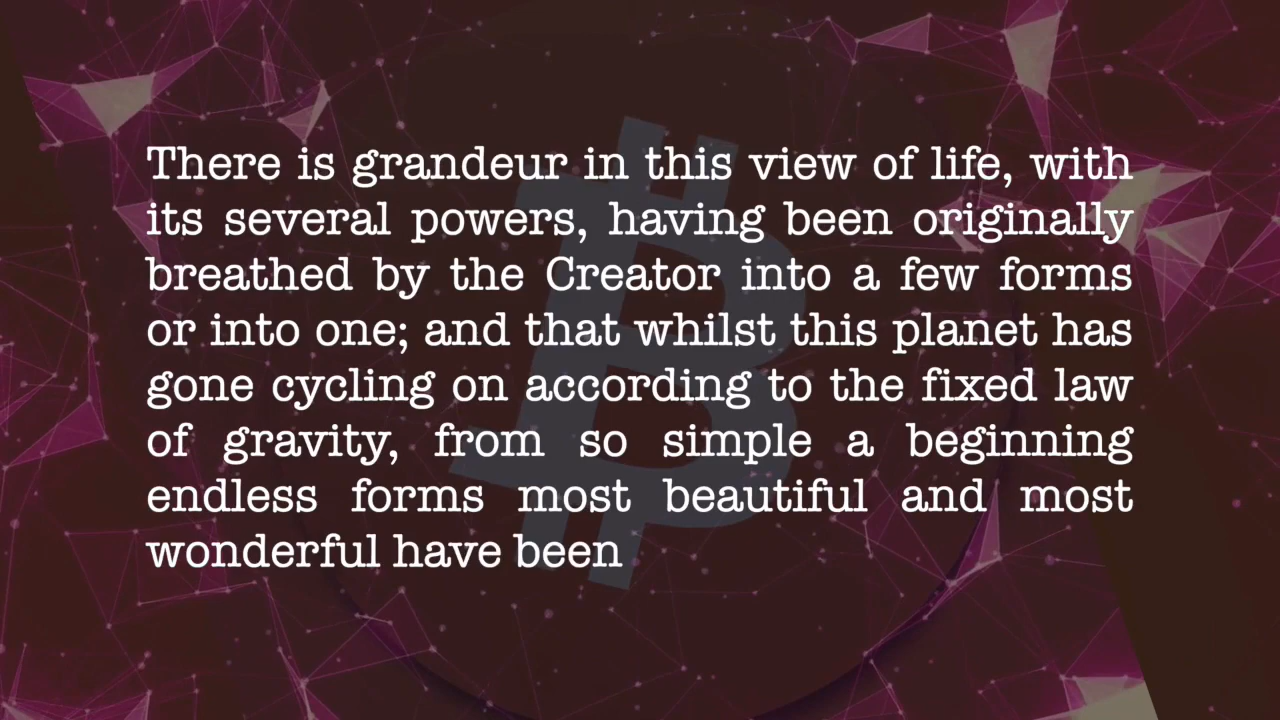 There is grandeur in this view of life, with
its several powers, having been originally
breathed by the Creator into a few forms
or into one; and that whilst this planet has
gone cycling on according to the fixed law
of gravity, from so simple a beginning
endless forms most beautiful and most
wonderful have been